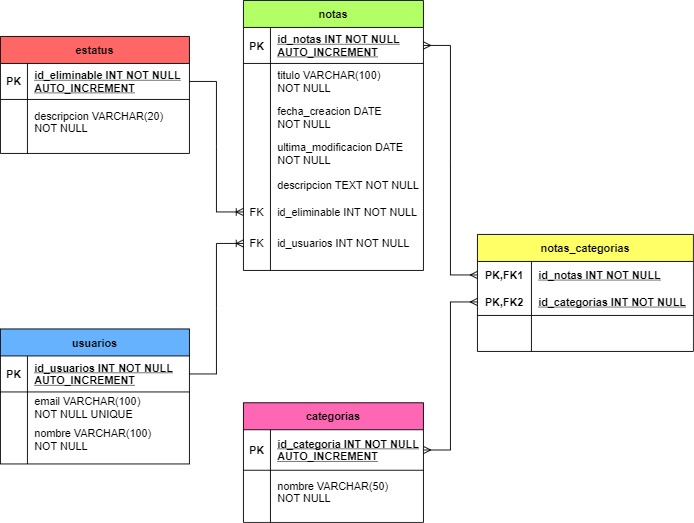 notas
PK
id_notas INT NOT NULL
AUTO_INCREMENT
titulo VARCHAR(100)
NOT NULL
fecha_creacion DATE
NOT NULL
ultima_modificacion DATE
NOT NULL
descripcion TEXT NOT NULL
FK
id_eliminable INT NOT NULL
FK
id_usuarios INT NOT NULL
estatus
PK
id_eliminable INT NOT NULL
AUTO_INCREMENT
descripcion VARCHAR(20)
NOT NULL
notas_categorias
PK,FK1
id_notas INT NOT NULL
PK,FK2
id_categorias INT NOT NULL
usuarios
PK
id_usuarios INT NOT NULL
AUTO_INCREMENT
email VARCHAR(100)
NOT NULL UNIQUE
nombre VARCHAR(100)
NOT NULL
categorias
PK
id_categoria INT NOT NULL
AUTO_INCREMENT
nombre VARCHAR(50)
NOT NULL